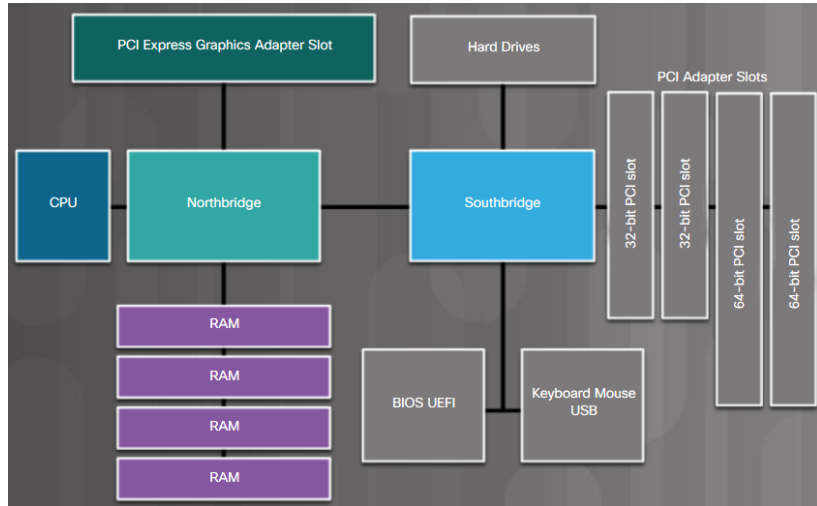 PCI Express Graphics Adapter Slot
Hard Drives
PCI Adapter Slots
CPU
Northbridge
Southbridge
32-bit PCI slot
32-bit PCI slot
64-bit PCI slot
64-bit PCI slot
RAM
RAM
RAM
RAM
BIOS UEFI
Keyboard Mouse
USB